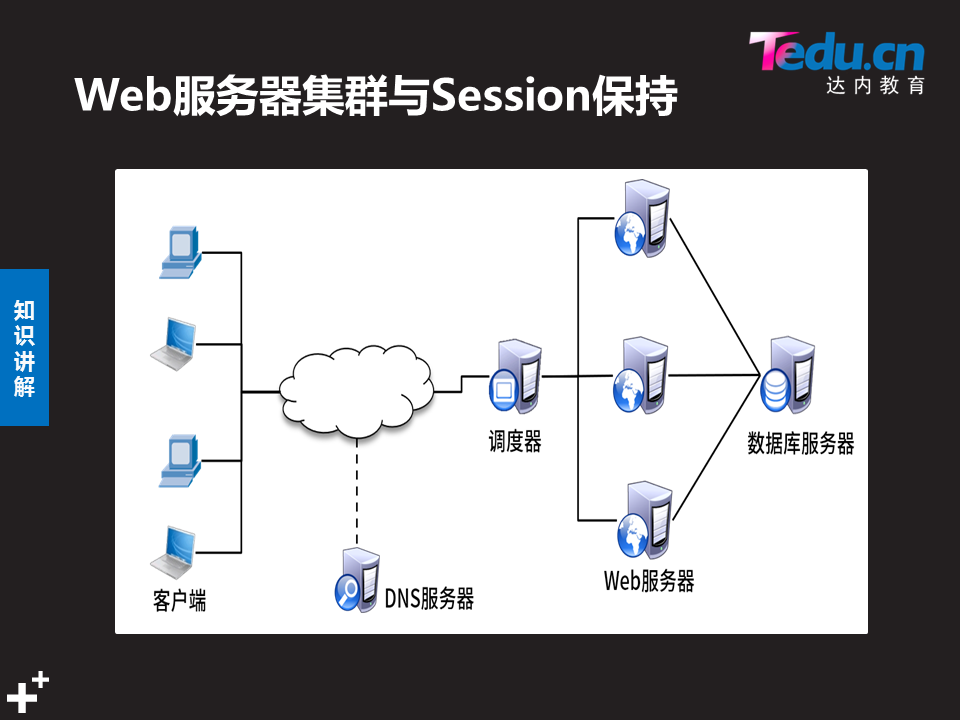 Tedu.cn
达内教育
Web服务器集群与Session保持
知
识
讲
解
调度器
数据库服务器
Web服务器
DNS服务器
客户端